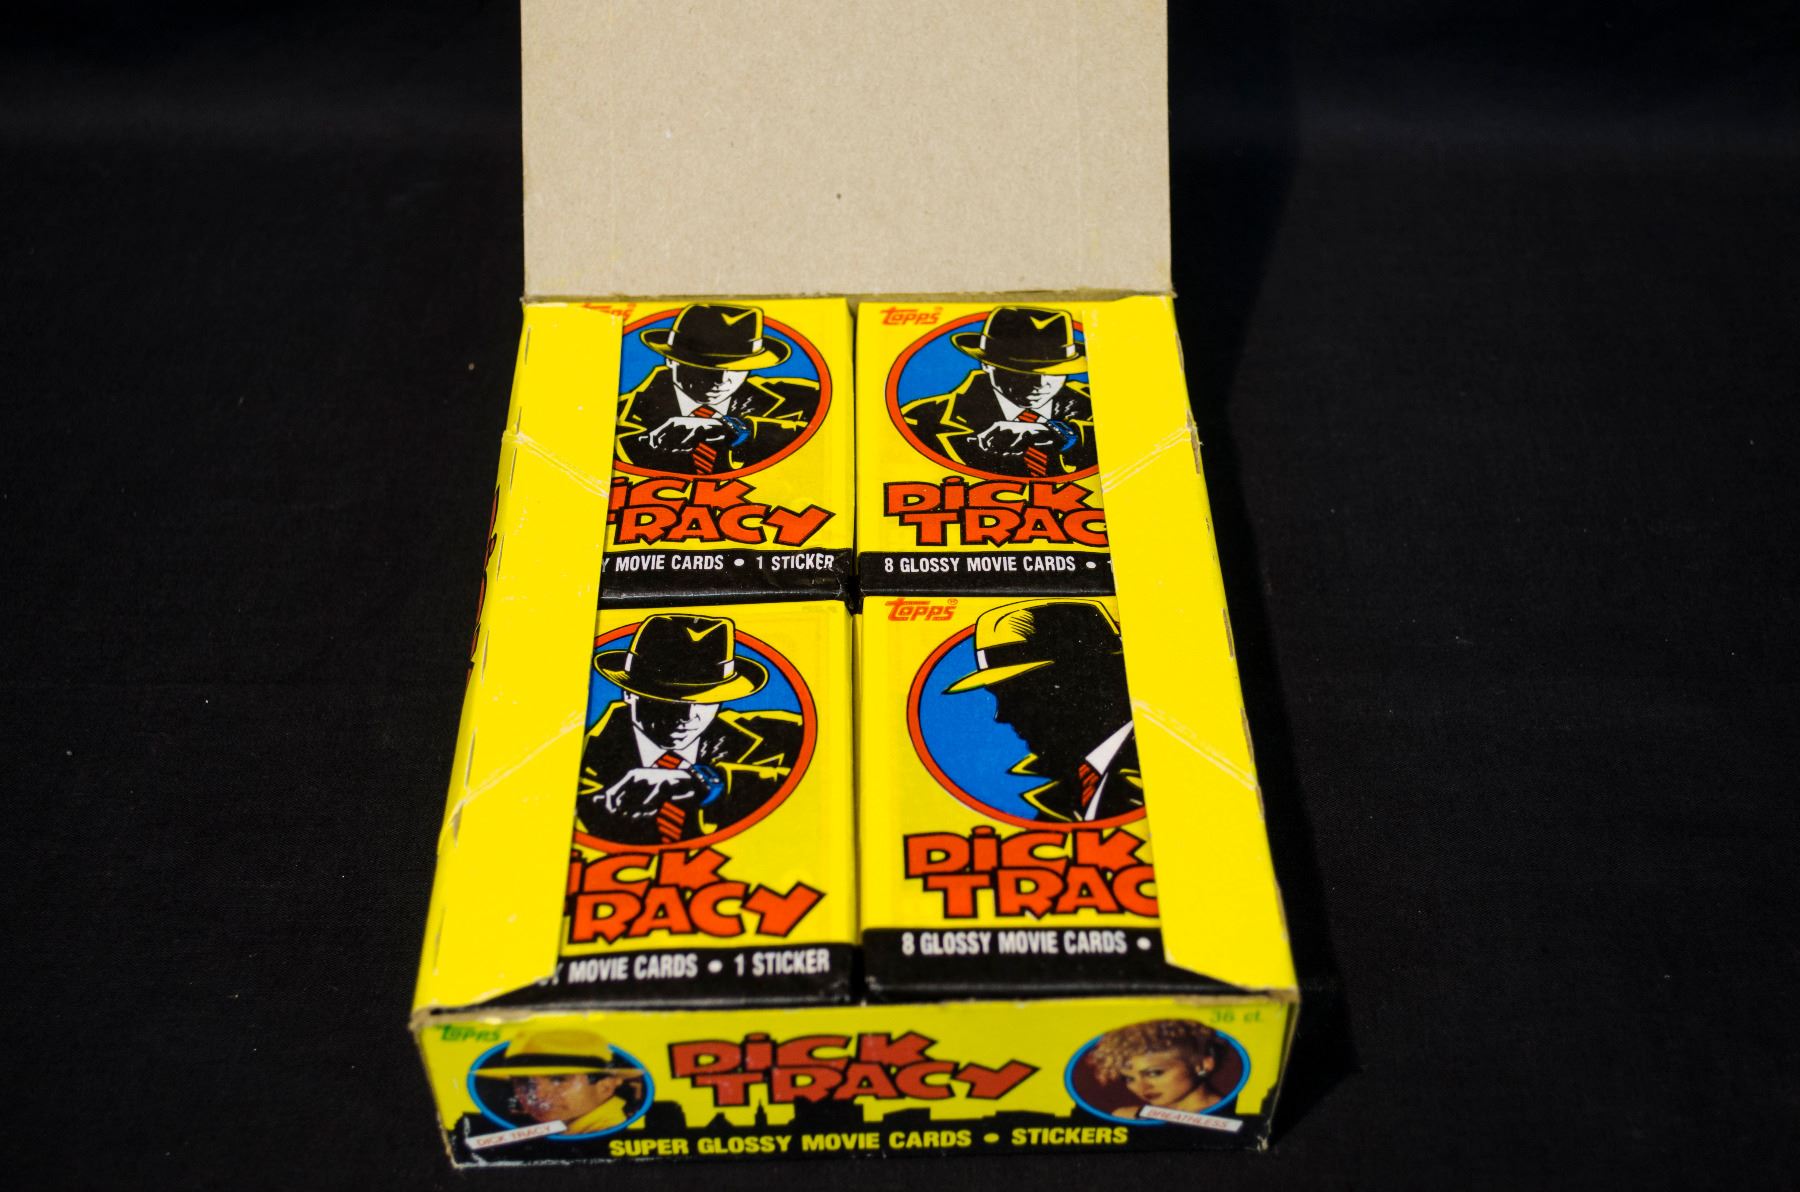 Topps
DICK
TRACY
Y MOVIE CARDS • 1 STICKER
Topps
DICK
TRAC
8 GLOSSY MOVIE CARDS • 1
ICK
RACY
Y MOVIE CARDS • 1 STICKER
Topps
DICK
TRAC
8 GLOSSY MOVIE CARDS •
Topps
36 ct.
DICK
TRACY
DICK TRACY
BREATHLESS
SUPER GLOSSY MOVIE CARDS • STICKERS